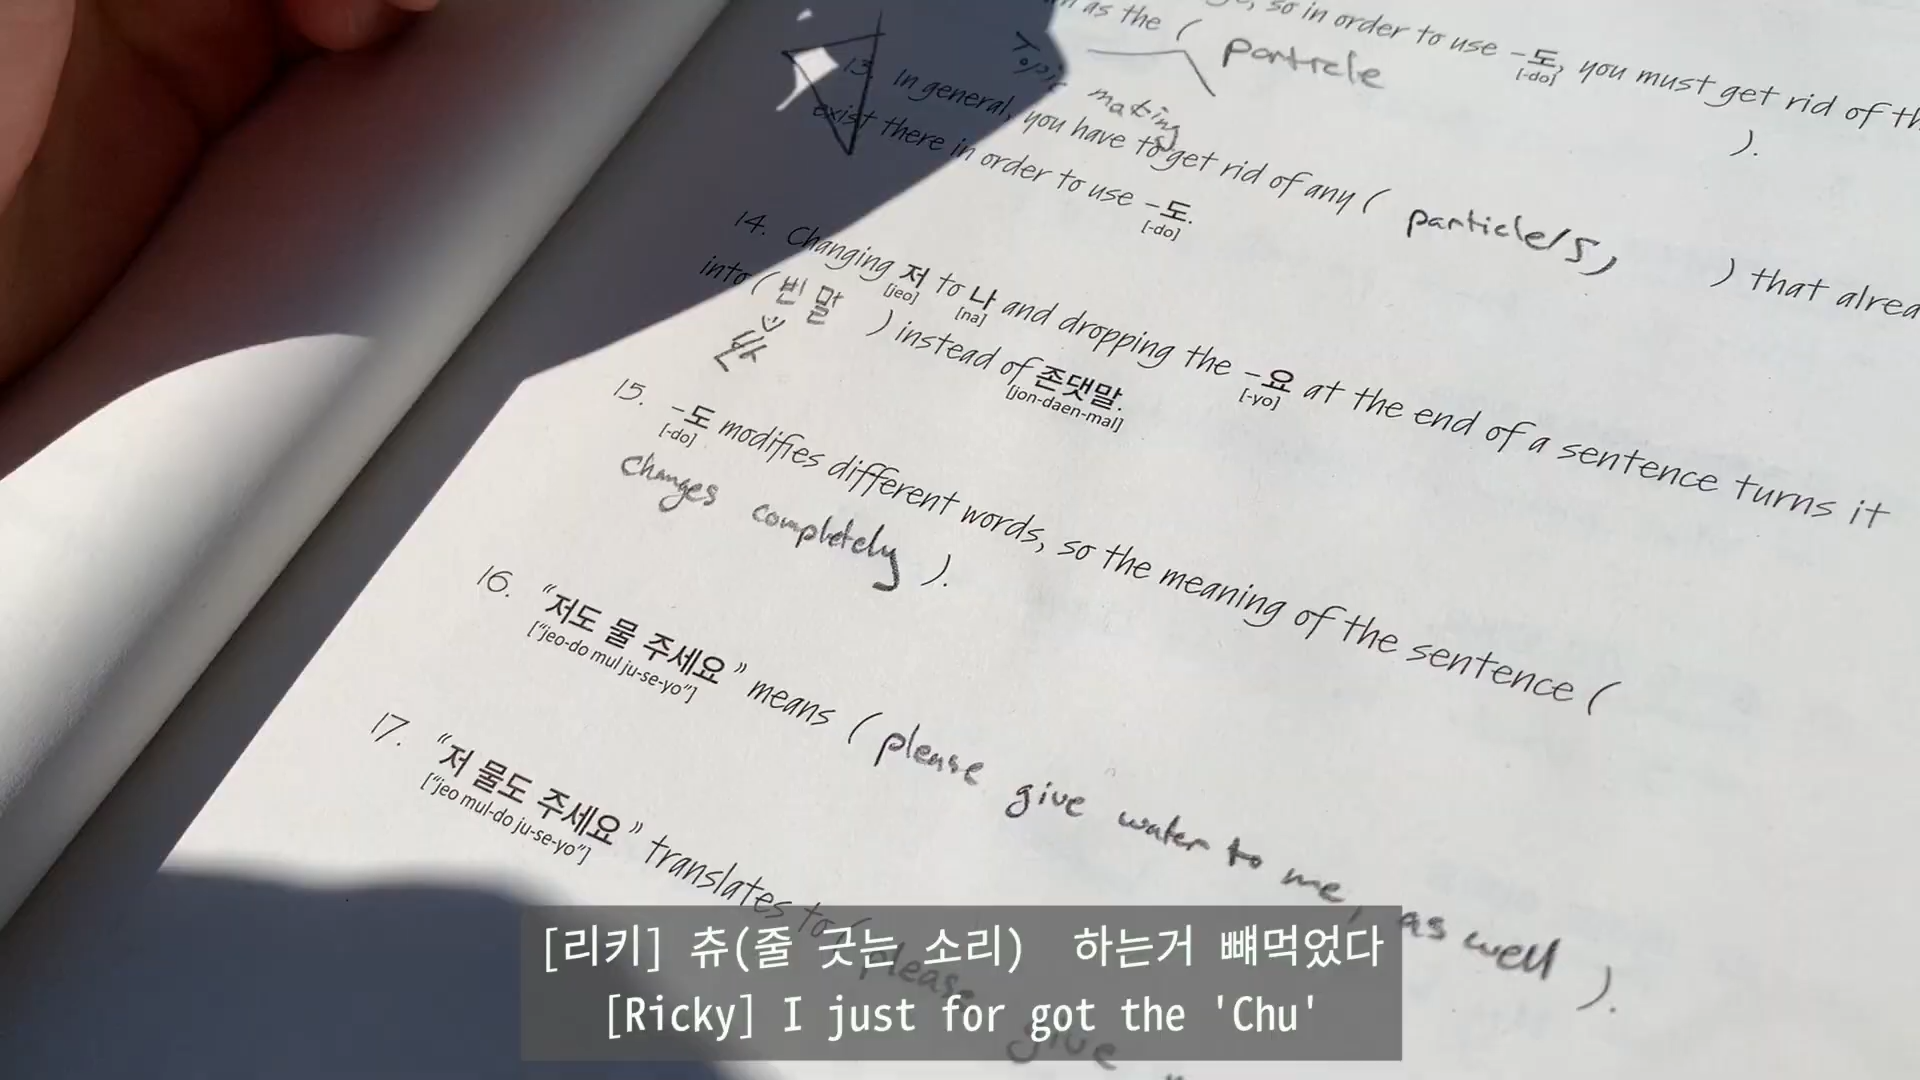 so in order to use -도, you must get rid of
[-do]
as the ( particle ).
topic making
13. In general, you have to get rid of any ( particle/s, ) that
exist there in order to use -도.
[-do]
14. Changing 저 to 나 and dropping the -요 at the end of a sentence turns it
[jeo] [na] [-yo]
into ( 빈말 ) instead of 존댓말.
[jon-daen-mal]
15. -도 modifies different words, so the meaning of the sentence (
[-do]
changes completely ).
16. “저도 물 주세요” means ( please give water to me, as well ).
[“jeo-do mul ju-se-yo”]
17. “저 물도 주세요” translates to ( please give
[“jeo mul-do ju-se-yo”]
[리키] 츄(줄 긋는 소리) 하는거 빼먹었다
[Ricky] I just for got the 'Chu'